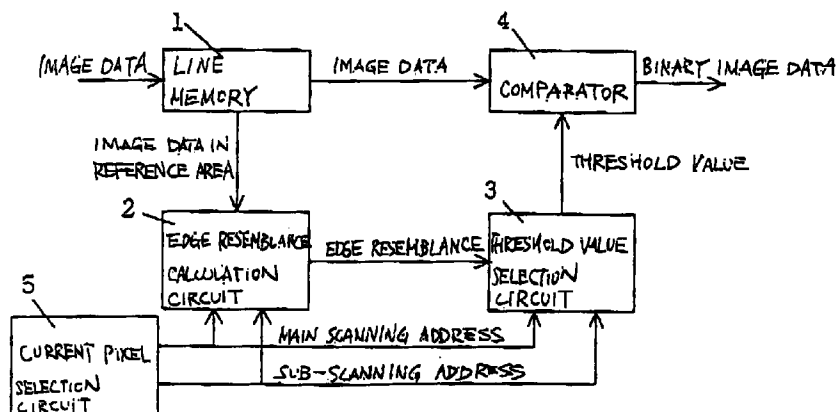 1
4
IMAGE DATA
LINE
MEMORY
IMAGE DATA
COMPARATOR
BINARY IMAGE DATA
IMAGE DATA IN
REFERENCE AREA
THRESHOLD VALUE
2
3
EDGE RESEMBLANCE
CALCULATION
CIRCUIT
EDGE RESEMBLANCE
THRESHOLD VALUE
SELECTION
CIRCUIT
5
CURRENT PIXEL
SELECTION
CIRCUIT
MAIN SCANNING ADDRESS
SUB-SCANNING ADDRESS